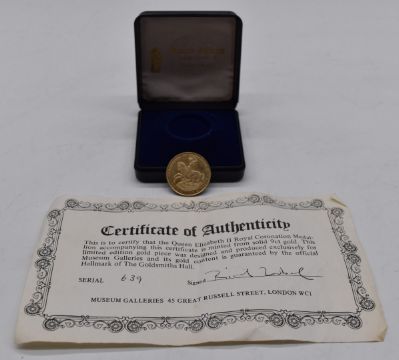 Certificate of Authenticity
This is to certify that the Queen Elizabeth II Royal Coronation Medal-
lion accompanying this certificate is minted from solid 9ct gold. This
limited edition gold piece was designed and produced exclusively for
Museum Galleries and its gold content is guaranteed by the official
Hallmark of The Goldsmiths Hall.
SERIAL 639 Signed
MUSEUM GALLERIES 45 GREAT RUSSELL STREET, LONDON WC1